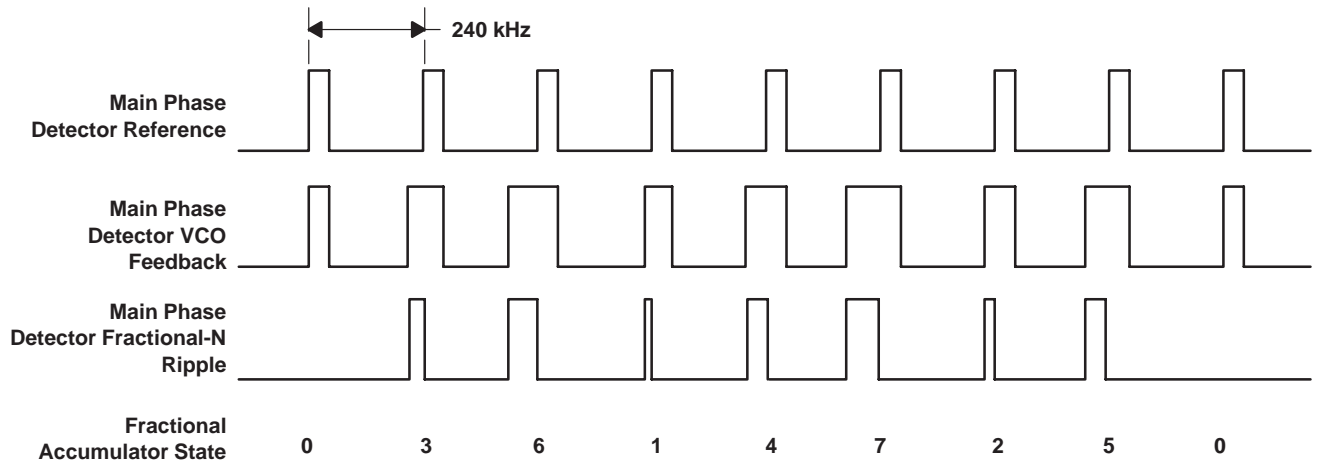 240 kHz
Main Phase
Detector Reference
Main Phase
Detector VCO
Feedback
Main Phase
Detector Fractional-N
Ripple
Fractional
Accumulator State
0 3 6 1 4 7 2 5 0